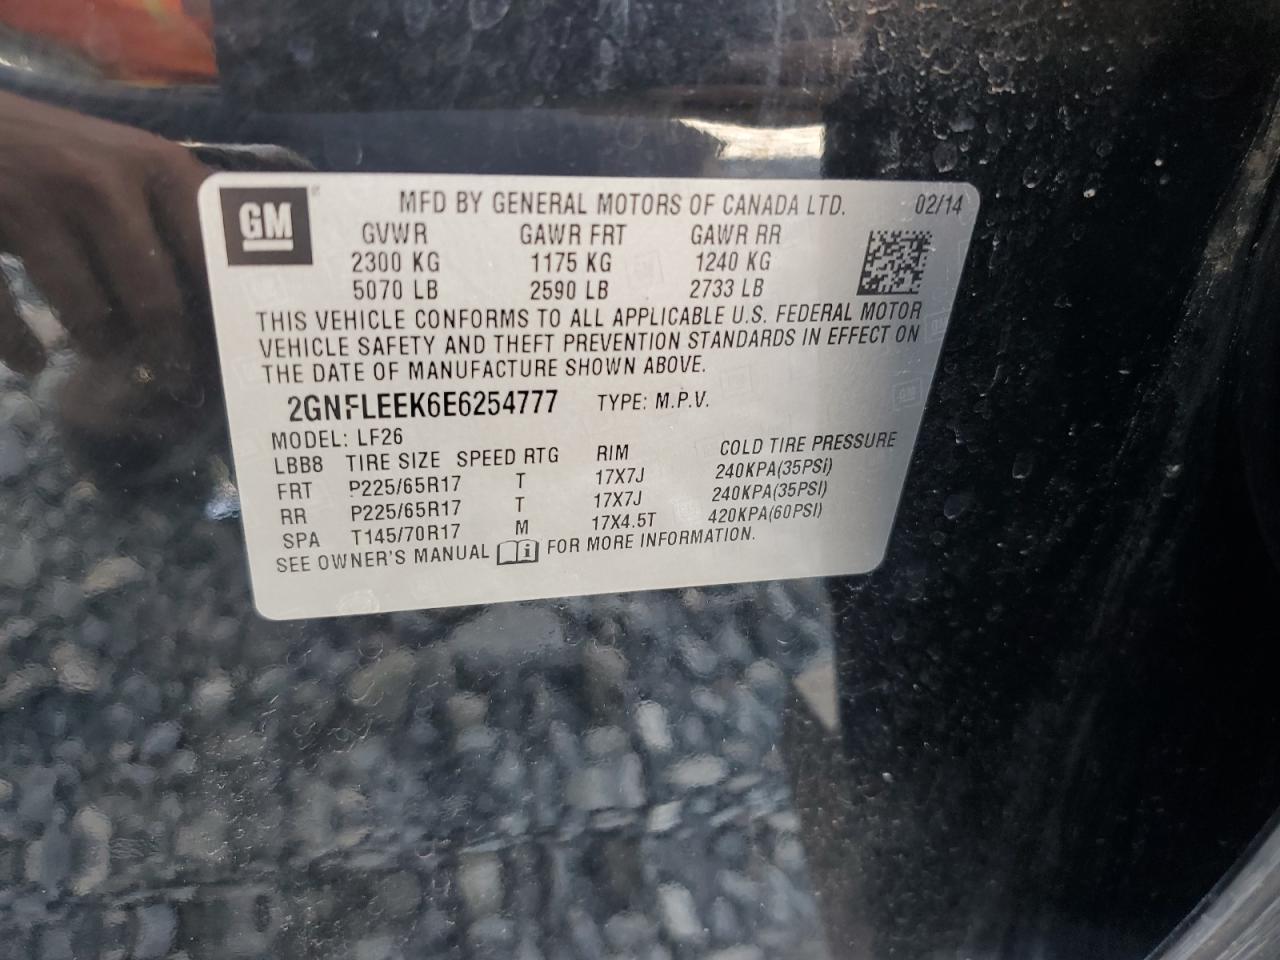 GM
MFD BY GENERAL MOTORS OF CANADA LTD. 02/14
GVWR GAWR FRT GAWR RR
2300 KG 1175 KG 1240 KG
5070 LB 2590 LB 2733 LB
THIS VEHICLE CONFORMS TO ALL APPLICABLE U.S. FEDERAL MOTOR
VEHICLE SAFETY AND THEFT PREVENTION STANDARDS IN EFFECT ON
THE DATE OF MANUFACTURE SHOWN ABOVE.
2GNFLEEK6E6254777 TYPE: M.P.V.
MODEL: LF26
LBB8 TIRE SIZE SPEED RTG RIM COLD TIRE PRESSURE
FRT P225/65R17 T 17X7J 240KPA(35PSI)
RR P225/65R17 T 17X7J 240KPA(35PSI)
SPA T145/70R17 M 17X4.5T 420KPA(60PSI)
SEE OWNER'S MANUAL i FOR MORE INFORMATION.